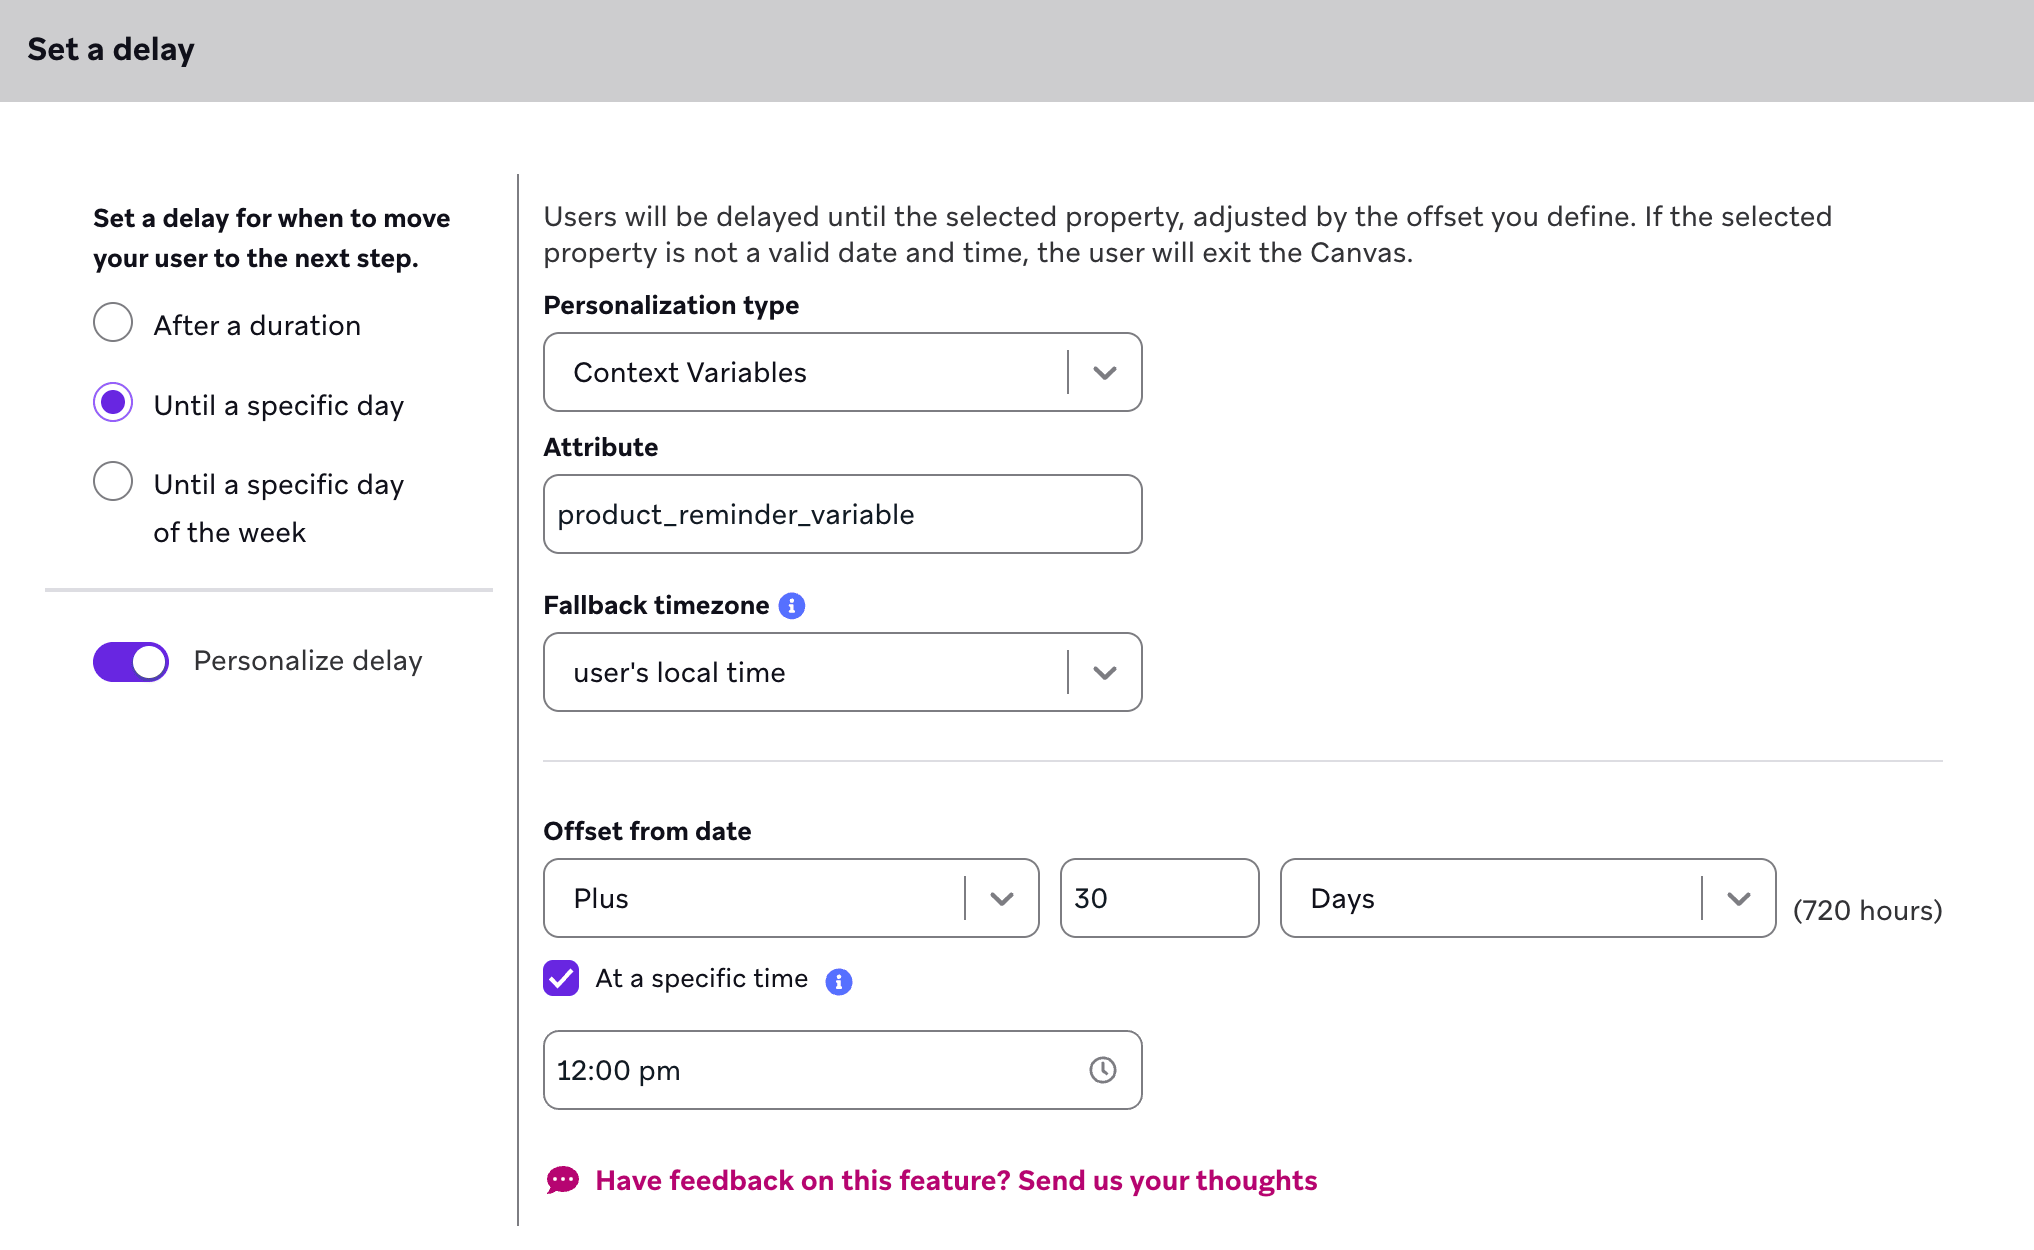 Set a delay
Set a delay for when to move
your user to the next step.
After a duration
Until a specific day
Until a specific day
of the week
Personalize delay
Users will be delayed until the selected property, adjusted by the offset you define. If the selected
property is not a valid date and time, the user will exit the Canvas.
Personalization type
Context Variables
Attribute
product_reminder_variable
Fallback timezone
user's local time
Offset from date
Plus 30 Days (720 hours)
At a specific time
12:00 pm
Have feedback on this feature? Send us your thoughts